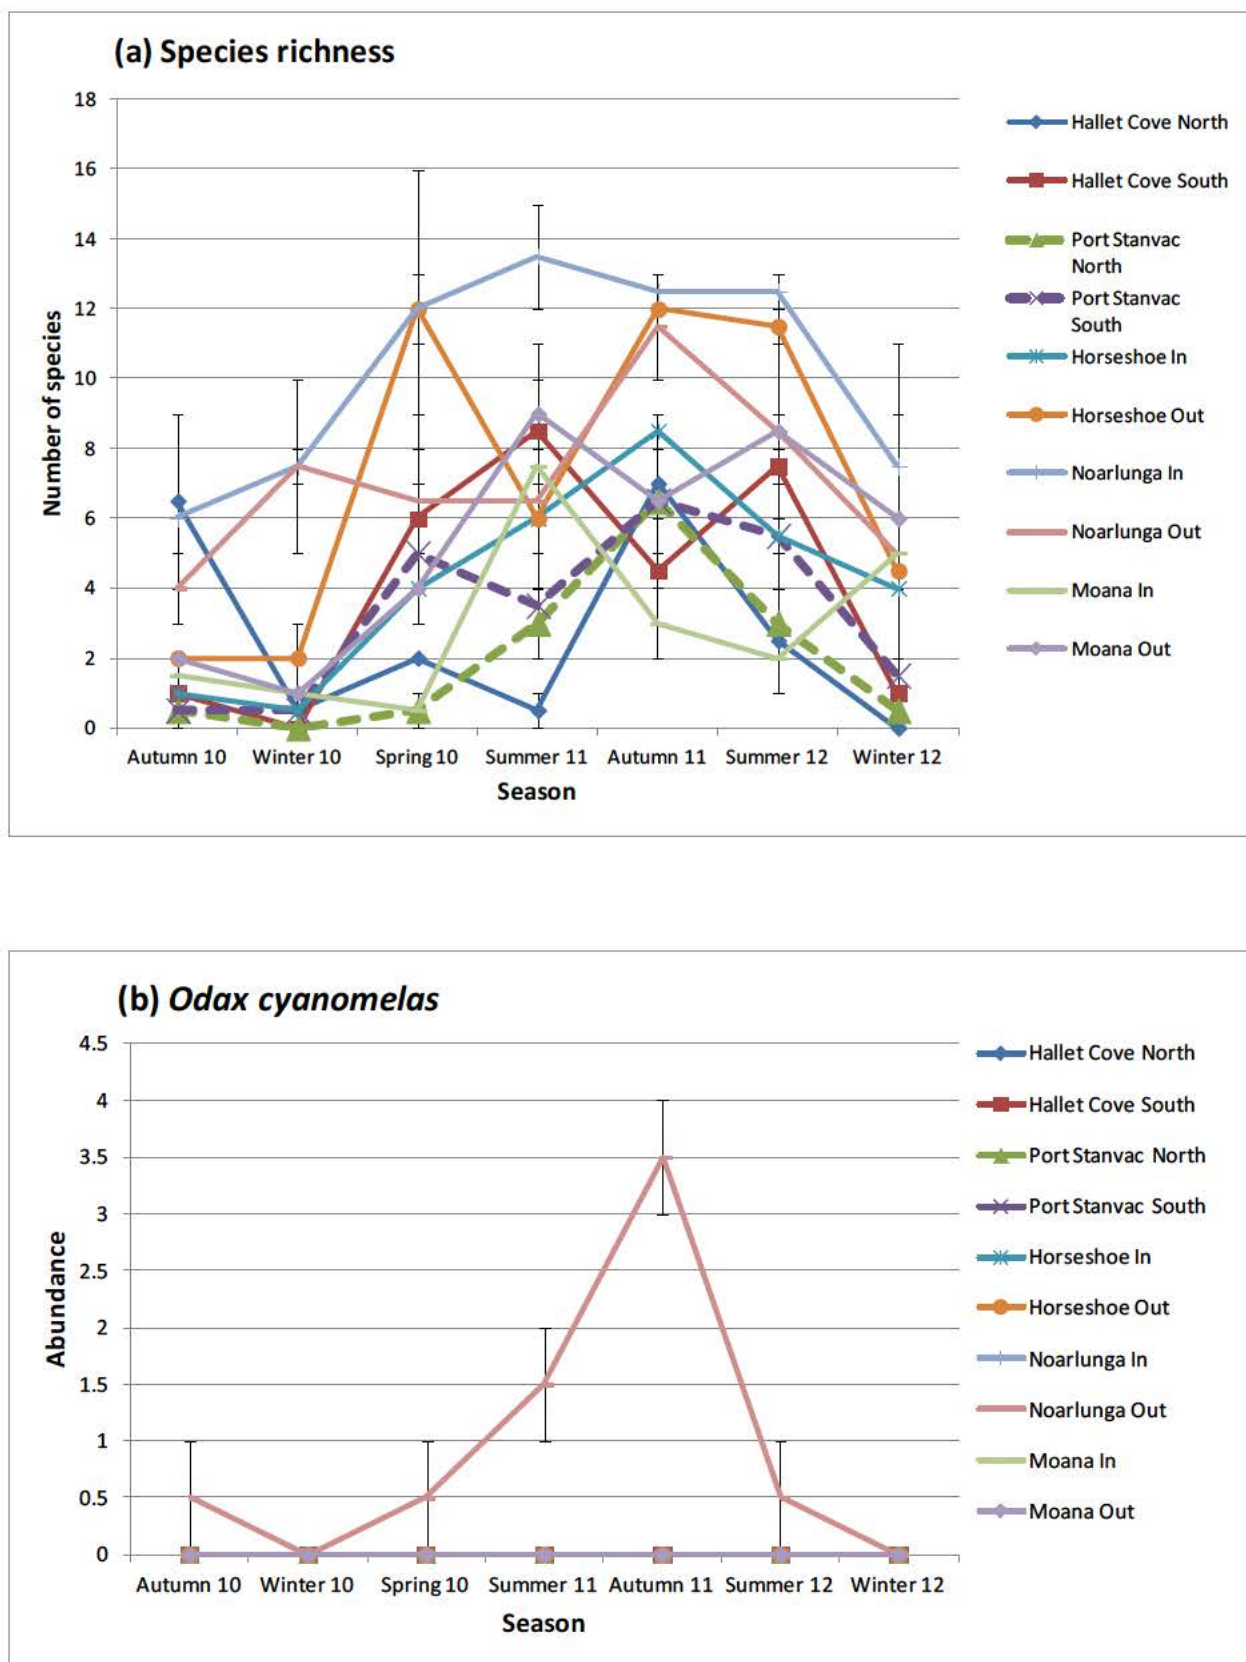 (a) Species richness
18
16
14
12
10
8
6
4
2
0
Number of species
Autumn 10 Winter 10 Spring 10 Summer 11 Autumn 11 Summer 12 Winter 12
Season
Hallet Cove North
Hallet Cove South
Port Stanvac
North
Port Stanvac
South
Horseshoe In
Horseshoe Out
Noarlunga In
Noarlunga Out
Moana In
Moana Out
(b) Odax cyanomelas
4.5
4
3.5
3
2.5
2
1.5
1
0.5
0
Abundance
Autumn 10 Winter 10 Spring 10 Summer 11 Autumn 11 Summer 12 Winter 12
Season
Hallet Cove North
Hallet Cove South
Port Stanvac North
Port Stanvac South
Horseshoe In
Horseshoe Out
Noarlunga In
Noarlunga Out
Moana In
Moana Out